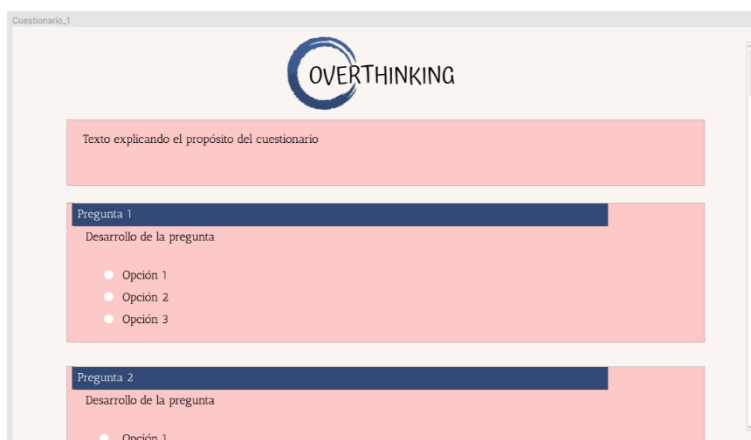 Cuestionario_1
OVERTHINKING
Texto explicando el propósito del cuestionario
Pregunta 1
Desarrollo de la pregunta
Opción 1
Opción 2
Opción 3
Pregunta 2
Desarrollo de la pregunta
Opción 1